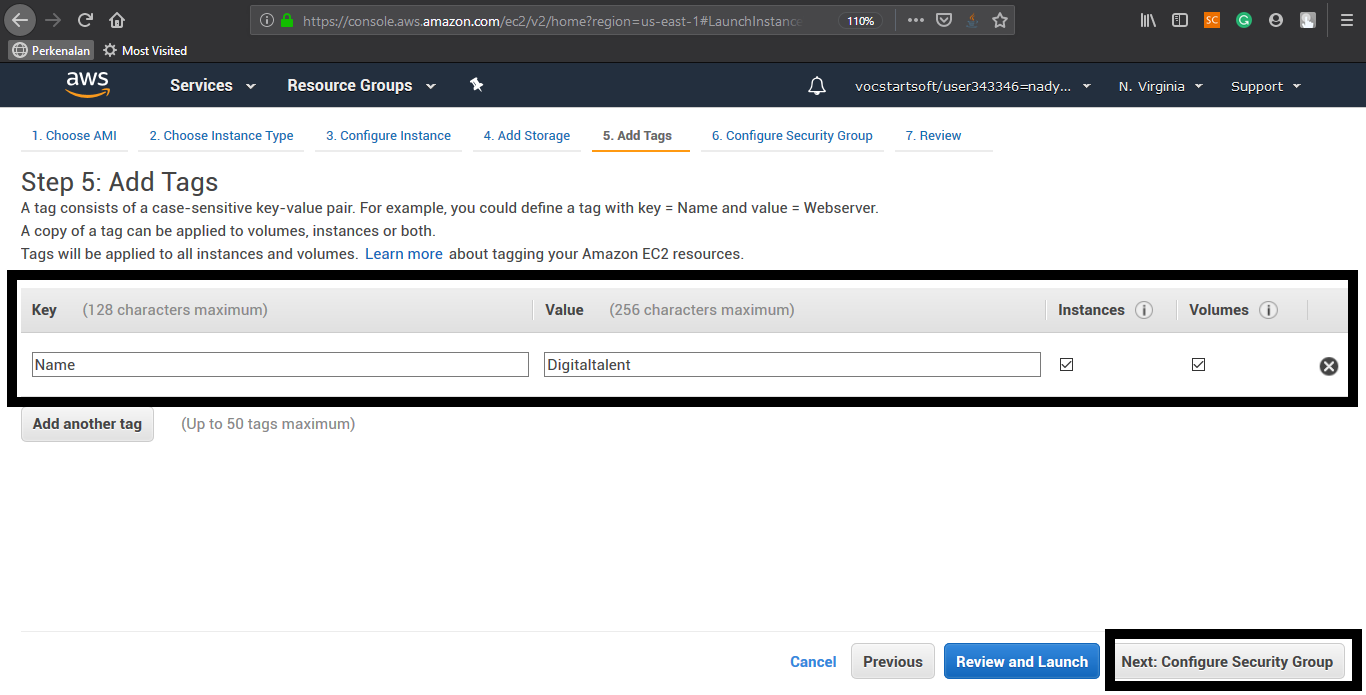 https://console.aws.amazon.com/ec2/v2/home?region=us-east-1#LaunchInstance
110%
SC
G
Perkenalan
Most Visited
aws
Services
Resource Groups
vocstartsoft/user343346=nady...
N. Virginia
Support
1. Choose AMI
2. Choose Instance Type
3. Configure Instance
4. Add Storage
5. Add Tags
6. Configure Security Group
7. Review
Step 5: Add Tags
A tag consists of a case-sensitive key-value pair. For example, you could define a tag with key = Name and value = Webserver.
A copy of a tag can be applied to volumes, instances or both.
Tags will be applied to all instances and volumes. Learn more about tagging your Amazon EC2 resources.
Key (128 characters maximum)
Value (256 characters maximum)
Instances
Volumes
Name
Digitaltalent
Add another tag
(Up to 50 tags maximum)
Cancel
Previous
Review and Launch
Next: Configure Security Group